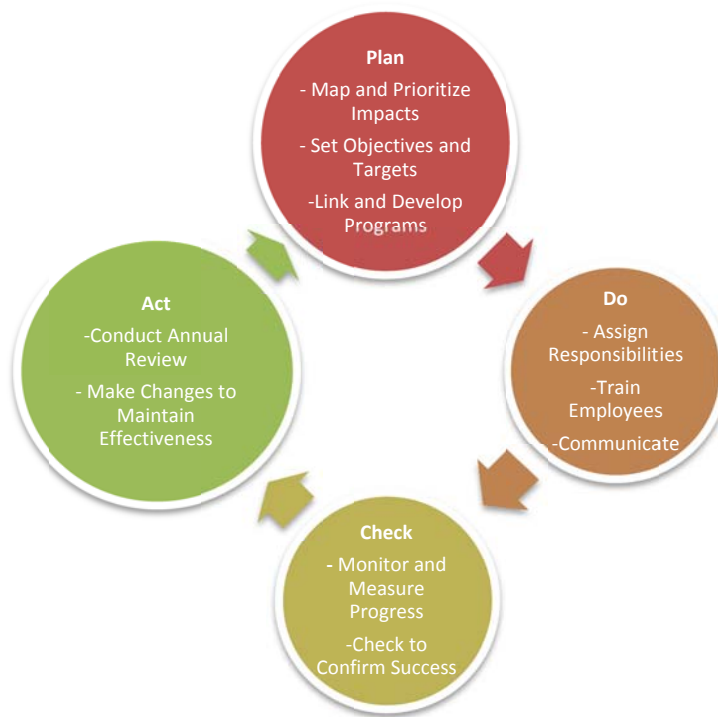 Plan
- Map and Prioritize
Impacts
- Set Objectives and
Targets
-Link and Develop
Programs
Do
- Assign
Responsibilities
-Train
Employees
-Communicate
Check
- Monitor and
Measure
Progress
-Check to
Confirm Success
Act
-Conduct Annual
Review
- Make Changes to
Maintain
Effectiveness